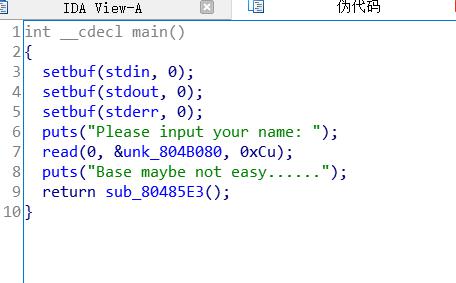 IDA View-A 伪代码
1 int __cdecl main()
2 {
3 setbuf(stdin, 0);
4 setbuf(stdout, 0);
5 setbuf(stderr, 0);
6 puts("Please input your name: ");
7 read(0, &unk_804B080, 0xCu);
8 puts("Base maybe not easy......");
9 return sub_80485E3();
10 }